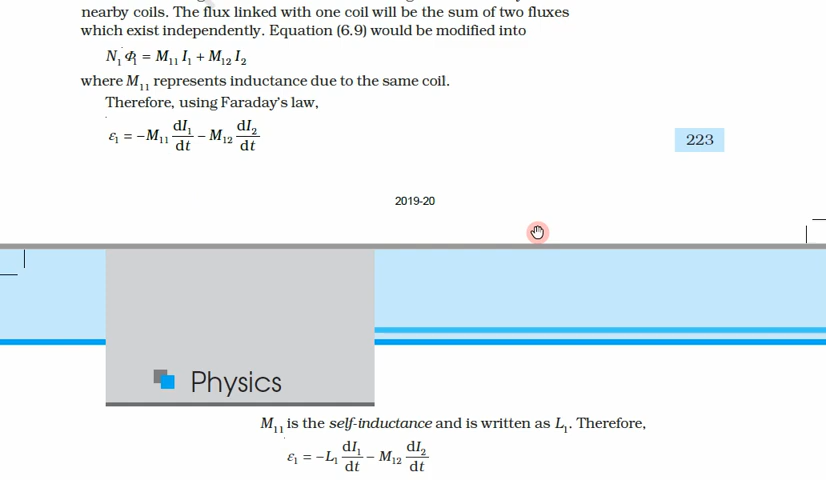 nearby coils. The flux linked with one coil will be the sum of two fluxes
which exist independently. Equation (6.9) would be modified into
N₁ Φ₁ = M₁₁ I₁ + M₁₂ I₂
where M₁₁ represents inductance due to the same coil.
Therefore, using Faraday's law,
ε₁ = −M₁₁ dI₁/dt − M₁₂ dI₂/dt
223
2019-20
Physics
M₁₁ is the self-inductance and is written as L₁. Therefore,
ε₁ = −L₁ dI₁/dt − M₁₂ dI₂/dt